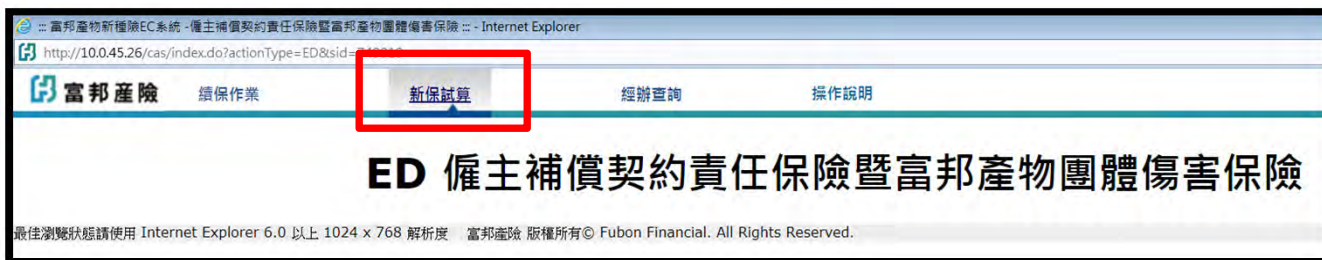 ::: 富邦產物新種險EC系統 -僱主補償契約責任保險暨富邦產物團體傷害保險 ::: - Internet Explorer
http://10.0.45.26/cas/index.do?actionType=ED&sid=
富邦產險 續保作業 新保試算 經辦查詢 操作說明
ED 僱主補償契約責任保險暨富邦產物團體傷害保險
最佳瀏覽狀態請使用 Internet Explorer 6.0 以上 1024 x 768 解析度 富邦產險 版權所有© Fubon Financial. All Rights Reserved.